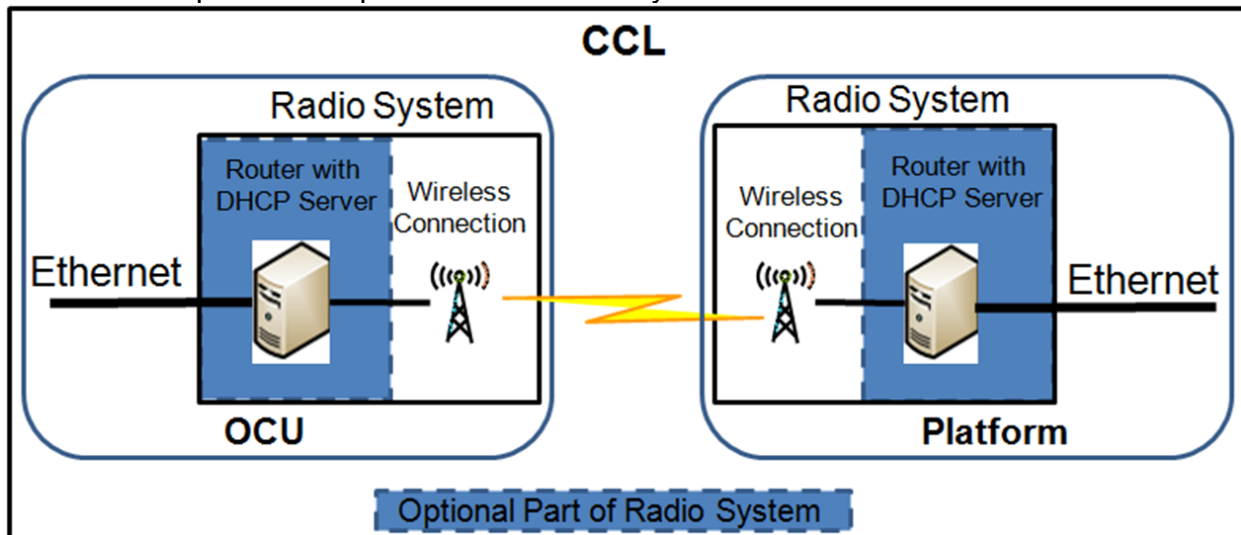 CCL
Radio System
Router with
DHCP Server
Wireless
Connection
Ethernet
OCU
Radio System
Wireless
Connection
Router with
DHCP Server
Ethernet
Platform
Optional Part of Radio System